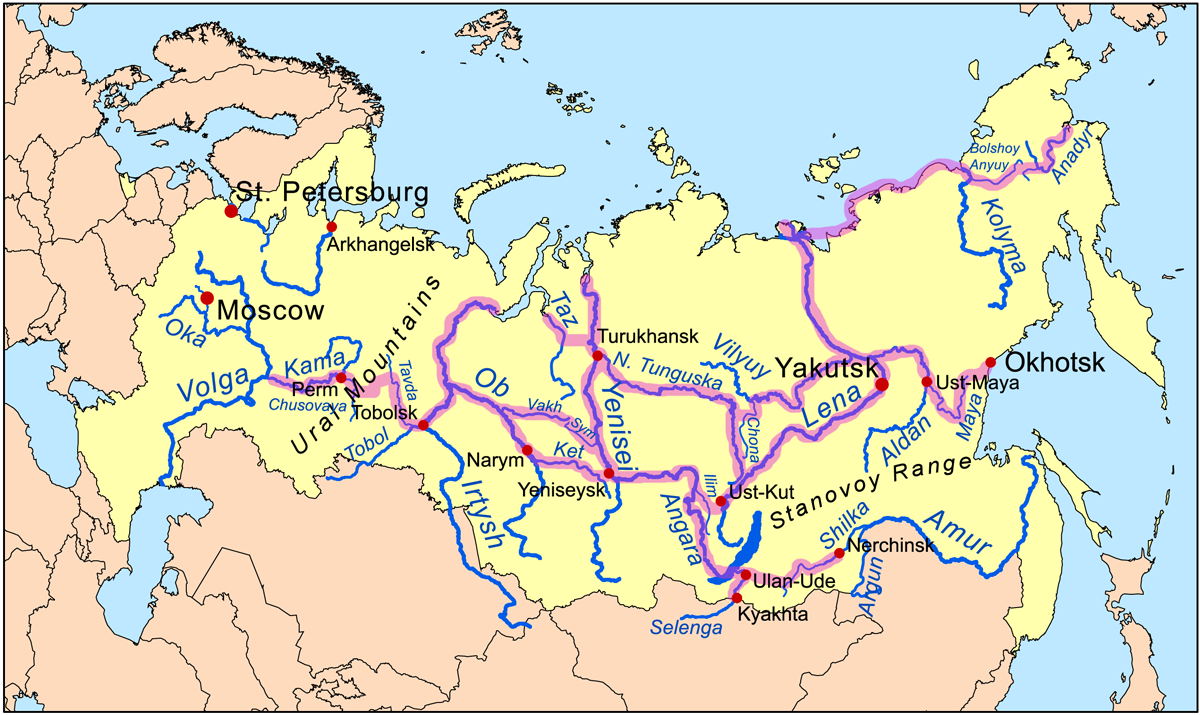 Bolshoy
Anyuy
Anadyr
St. Petersburg
Arkhangelsk
Kolyma
Moscow
Oka
Ural Mountains
Taz
Turukhansk
Vilyuy
N. Tunguska
Yakutsk
Okhotsk
Ust-Maya
Maya
Volga
Kama
Perm
Chusovaya
Tavda
Tobolsk
Tobol
Ob
Vakh
Sym
Yenisei
Lena
Chona
Aldan
Narym
Ket
Yeniseysk
Irtysh
Ilim
Ust-Kut
Stanovoy Range
Angara
Shilka
Amur
Nerchinsk
Argun
Ulan-Ude
Kyakhta
Selenga